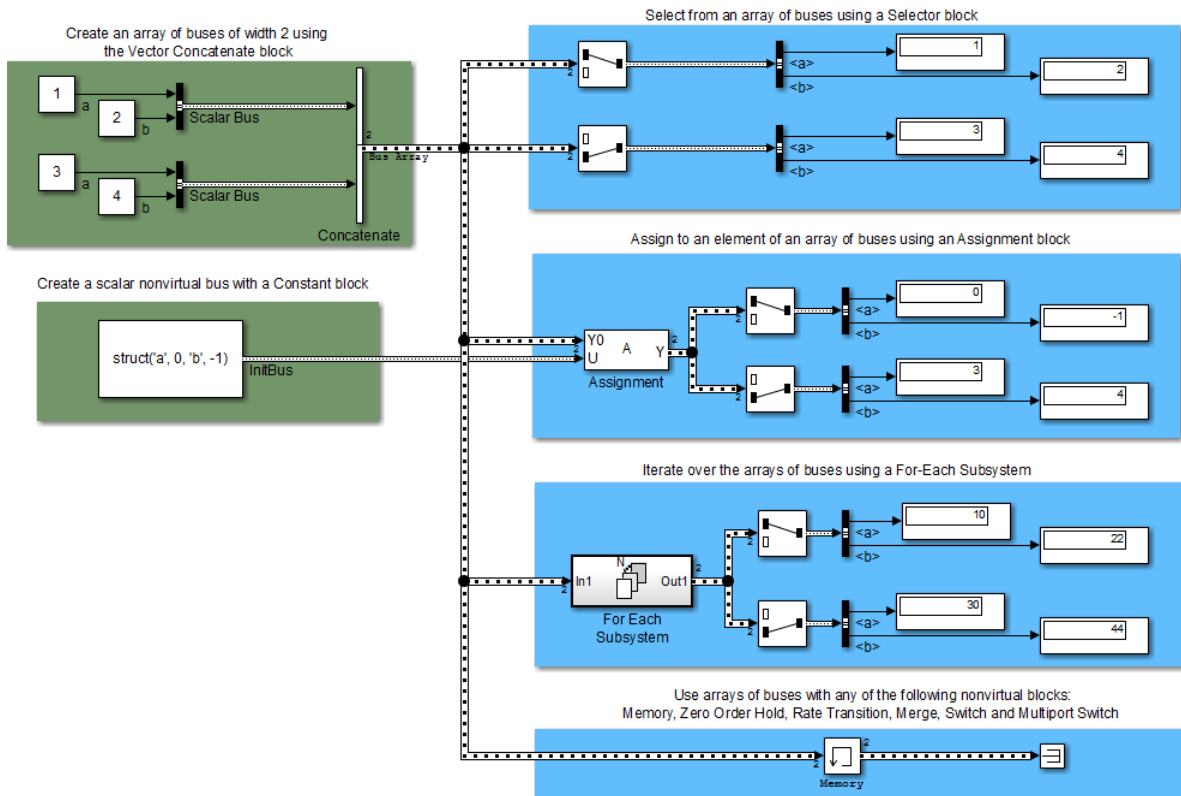 Create an array of buses of width 2 using
the Vector Concatenate block
1
a
2
b
Scalar Bus
3
a
4
b
Scalar Bus
2
Bus Array
Concatenate
Create a scalar nonvirtual bus with a Constant block
struct('a', 0, 'b', -1)
InitBus
Select from an array of buses using a Selector block
2
<a>
<b>
1
2
2
<a>
<b>
3
4
Assign to an element of an array of buses using an Assignment block
Y0
2
U
A
Y
2
Assignment
2
<a>
<b>
0
-1
2
<a>
<b>
3
4
Iterate over the arrays of buses using a For-Each Subsystem
In1
2
N
Out1
2
For Each
Subsystem
2
<a>
<b>
10
22
2
<a>
<b>
30
44
Use arrays of buses with any of the following nonvirtual blocks:
Memory, Zero Order Hold, Rate Transition, Merge, Switch and Multiport Switch
2
2
Memory